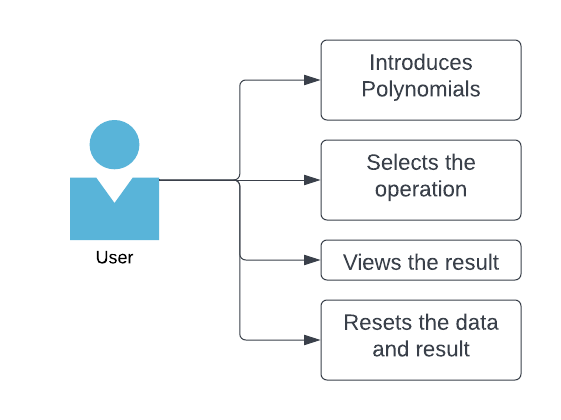 Introduces
Polynomials
Selects the
operation
User
Views the result
Resets the data
and result